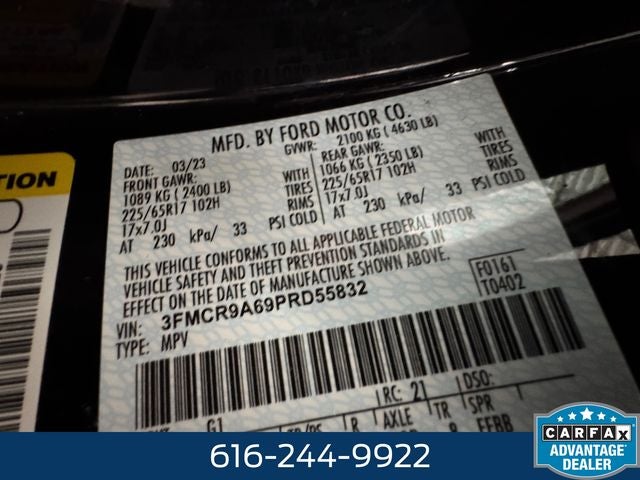 MFD. BY FORD MOTOR CO.
DATE: 03/23
GVWR: 2100 KG ( 4630 LB)
FRONT GAWR:
1089 KG ( 2400 LB)
WITH
225/65R17 102H
TIRES
17x7.0J
RIMS
AT 230 kPa/ 33 PSI COLD
REAR GAWR:
1066 KG ( 2350 LB)
WITH
225/65R17 102H
TIRES
17x7.0J
RIMS
AT 230 kPa/ 33 PSI COLD
THIS VEHICLE CONFORMS TO ALL APPLICABLE FEDERAL MOTOR
VEHICLE SAFETY AND THEFT PREVENTION STANDARDS IN
EFFECT ON THE DATE OF MANUFACTURE SHOWN ABOVE.
VIN: 3FMCR9A69PRD55832
TYPE: MPV
F0161
T0402
RC: 21 DSO:
G1
R AXLE TR SPR
TION
616-244-9922
CARFAX
ADVANTAGE
DEALER